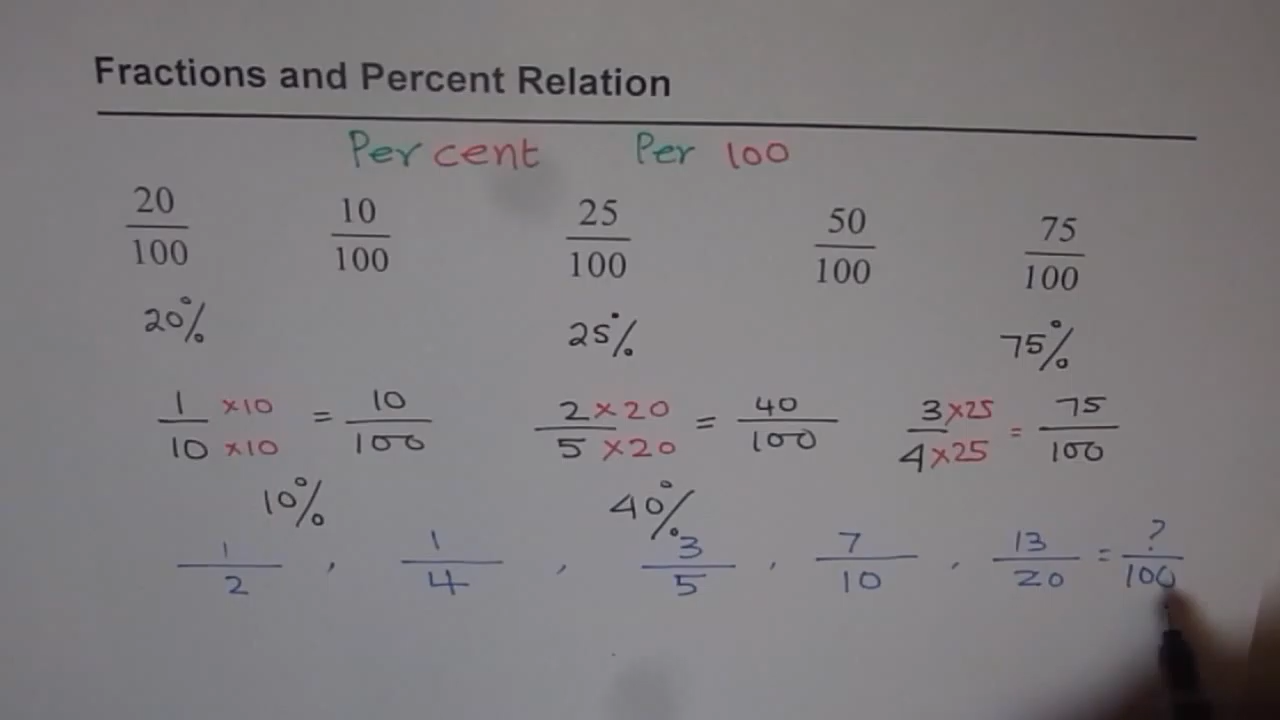 Fractions and Percent Relation
Per cent Per 100
20/100 10/100 25/100 50/100 75/100
20% 25% 75%
1/10 ×10/×10 = 10/100 2/5 ×20/×20 = 40/100 3/4 ×25/×25 = 75/100
10% 40%
1/2 , 1/4 , 3/5 , 7/10 , 13/20 = ?/100